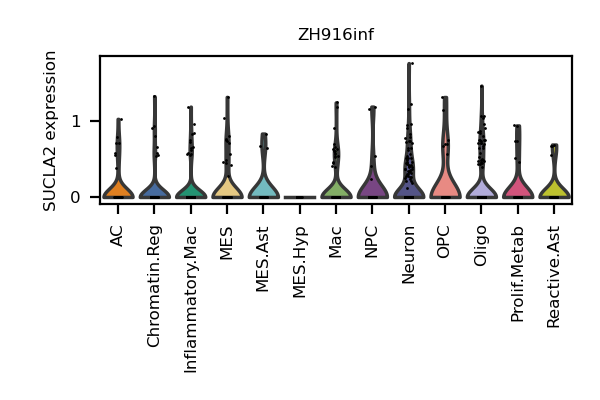 ZH916inf
SUCLA2 expression
1
0
AC
Chromatin.Reg
Inflammatory.Mac
MES
MES.Ast
MES.Hyp
Mac
NPC
Neuron
OPC
Oligo
Prolif.Metab
Reactive.Ast